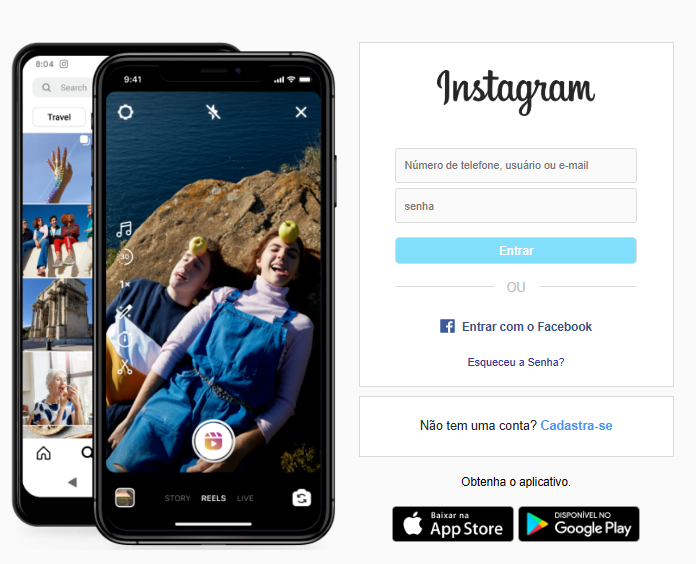 8:04
Search
Travel
9:41
30
1×
STORY REELS LIVE
Instagram
Número de telefone, usuário ou e-mail
senha
Entrar
OU
Entrar com o Facebook
Esqueceu a Senha?
Não tem uma conta? Cadastra-se
Obtenha o aplicativo.
Baixar na
App Store
DISPONÍVEL NO
Google Play